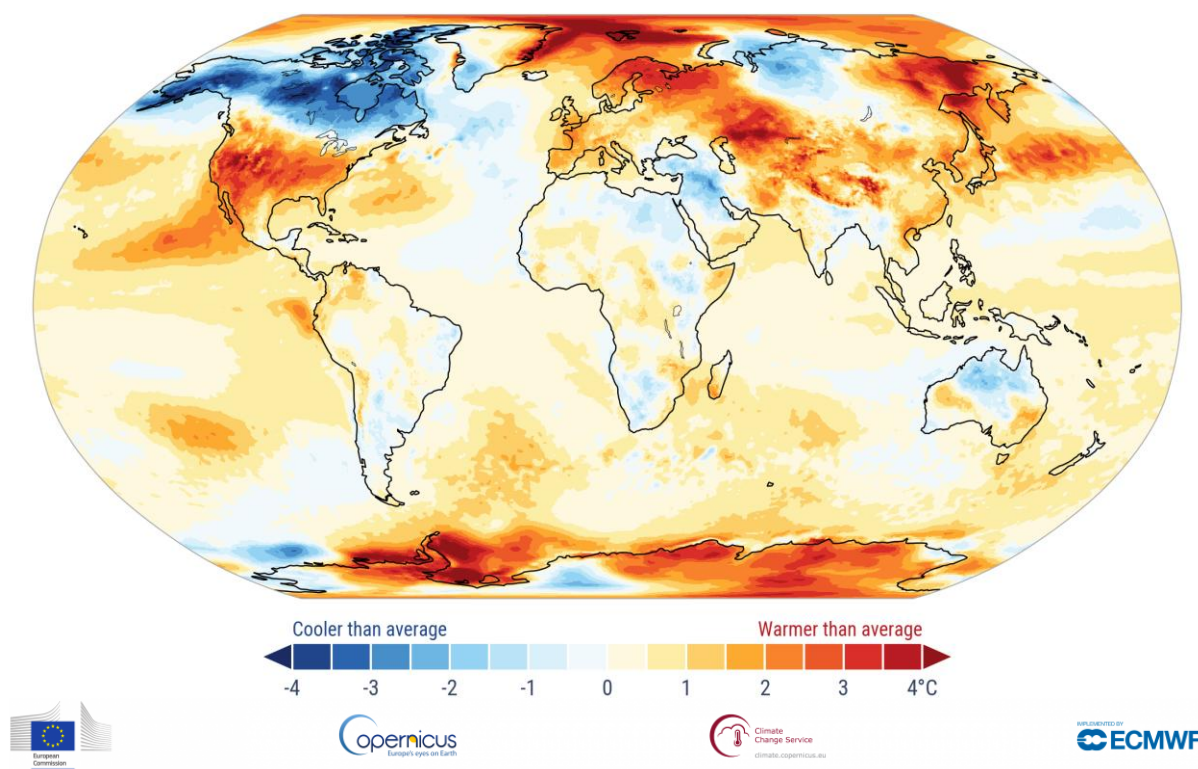 Cooler than average
Warmer than average
-4 -3 -2 -1 0 1 2 3 4°C
European
Commission
opernicus
Europe's eyes on Earth
Climate
Change Service
climate.copernicus.eu
IMPLEMENTED BY
ECMWF